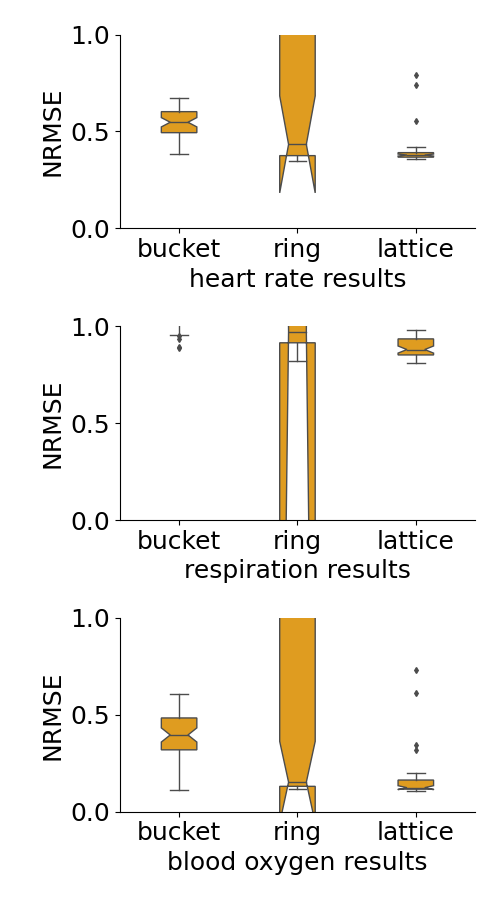 1.0
0.5
0.0
NRMSE
bucket ring lattice
heart rate results
1.0
0.5
0.0
NRMSE
bucket ring lattice
respiration results
1.0
0.5
0.0
NRMSE
bucket ring lattice
blood oxygen results